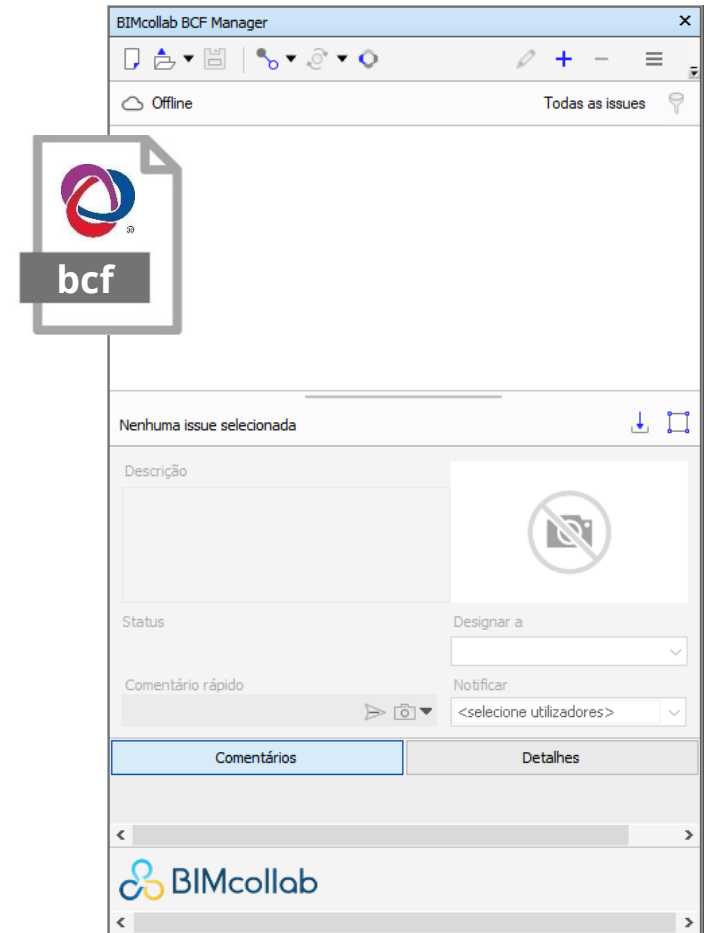 BIMcollab BCF Manager
Offline
Todas as issues
®
bcf
Nenhuma issue selecionada
Descrição
Status
Designar a
Comentário rápido
Notificar
<selecione utilizadores>
Comentários
Detalhes
BIMcollab